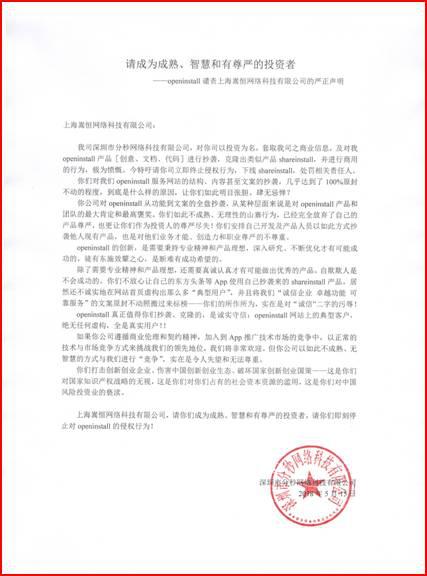 请成为成熟、智慧和有尊严的投资者
——openinstall 谴责上海嵩恒网络科技有限公司的严正声明
上海嵩恒网络科技有限公司：
我司深圳市分秒网络科技有限公司，对你司以投资为名，套取我司之商业信息，及对我
openinstall 产品［创意、文档、代码］进行抄袭，克隆出类似产品 shareinstall，并进行商用
的行为，极为愤慨。今特吁请你司立即终止侵权行为，下线 shareinstall，处罚相关责任人。
你们对我们 openinstall 服务网站的结构、内容甚至文案的抄袭，几乎达到了 100%原封
不动的程度，到底是什么样的原因，让你们如此明目张胆、肆无忌惮？
你公司对 openinstall 从功能到文案的全盘抄袭，从某种层面来说是对 openinstall 产品和
团队的最大肯定和最高褒奖。你们如此不成熟、无理性的山寨行为，已经完全放弃了自己的
产品尊严，也更让你们作为投资人的尊严尽失！你们安排自己开发及产品人员以如此方式抄
袭他人现有产品，也是对他们业务才能、创造力和职业尊严的不尊重。
openinstall 的创新，是需要秉持专业精神和产品理想，深入研究、不断优化才有可能成
功的，徒有东施效颦之心，是断难有成功希望的。
除了需要专业精神和产品理想，还需要真诚认真才有可能做出优秀的产品。自欺欺人是
不会成功的。你们不放心让自己的东方头条等 App 使用自己抄袭来的 shareinstall 产品，居
然还不诚实地在网站首页虚构出那么多“典型用户”，并且将我们“诚信企业 卓越功能 可
靠服务”的文案原封不动照搬过来标榜——你们的所作所为，实在是对“诚信”二字的污辱！
openinstall 真正值得你们抄袭、克隆的，是诚实守信：openinstall 网站上的典型客户，
绝无任何虚构，全是真实用户！！
如果你公司遵循商业伦理和契约精神，加入到 App 推广技术市场的竞争中，以正常的
技术与市场竞争方式来挑战我们的领先地位，我们将非常欢迎。但你公司以如此不成熟、无
智慧的方式与我们进行“竞争”，实在是令人失望和无法尊重。
你们打击创新创业企业、伤害中国创新创业生态、破坏国家创新创业国策——这是你们
对国家知识产权战略的无视，这是你们对你们占有的社会资本资源的滥用，这是你们对中国
风险投资业的亵渎。
上海嵩恒网络科技有限公司，请你们成为成熟、智慧和有尊严的投资者，请你们即刻停
止对 openinstall 的侵权行为！
深圳市分秒网络科技有限公司
2018 年 5 月 15 日
深圳市分秒网络科技有限公司